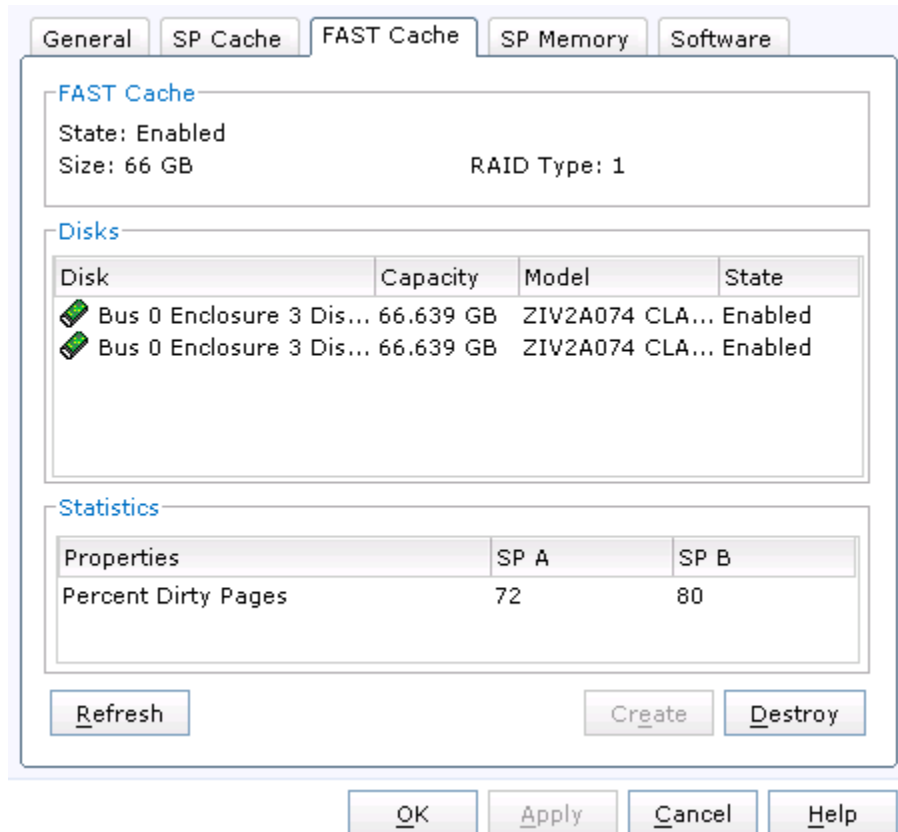 General SP Cache FAST Cache SP Memory Software
FAST Cache
State: Enabled
Size: 66 GB RAID Type: 1
Disks
Disk Capacity Model State
Bus 0 Enclosure 3 Dis... 66.639 GB ZIV2A074 CLA... Enabled
Bus 0 Enclosure 3 Dis... 66.639 GB ZIV2A074 CLA... Enabled
Statistics
Properties SP A SP B
Percent Dirty Pages 72 80
Refresh Create Destroy
OK Apply Cancel Help